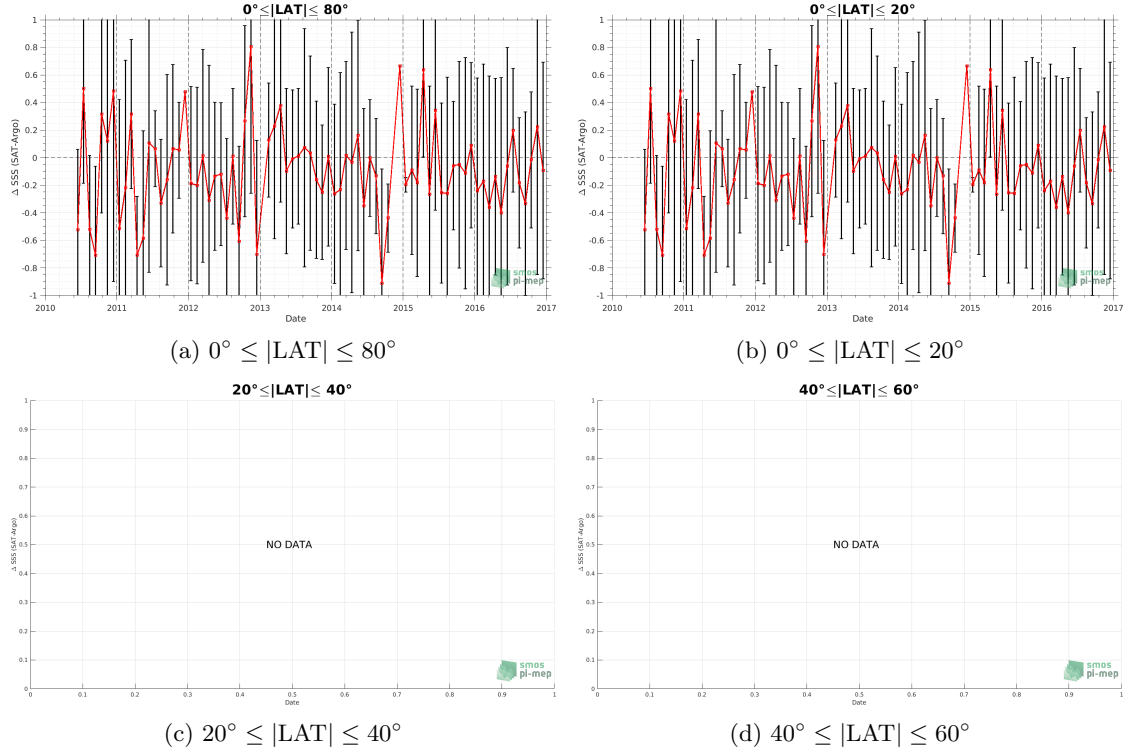 0°≤|LAT|≤ 80°
Δ SSS (SAT-Argo)
1
0.8
0.6
0.4
0.2
0
-0.2
-0.4
-0.6
-0.8
-1
2010 2011 2012 2013 2014 2015 2016 2017
Date
smos
pi-mep
(a) 0° ≤ |LAT| ≤ 80°
0°≤|LAT|≤ 20°
Δ SSS (SAT-Argo)
1
0.8
0.6
0.4
0.2
0
-0.2
-0.4
-0.6
-0.8
-1
2010 2011 2012 2013 2014 2015 2016 2017
Date
smos
pi-mep
(b) 0° ≤ |LAT| ≤ 20°
20°≤|LAT|≤ 40°
Δ SSS (SAT-Argo)
1
0.9
0.8
0.7
0.6
0.5
0.4
0.3
0.2
0.1
0
NO DATA
0 0.1 0.2 0.3 0.4 0.5 0.6 0.7 0.8 0.9 1
Date
smos
pi-mep
(c) 20° ≤ |LAT| ≤ 40°
40°≤|LAT|≤ 60°
Δ SSS (SAT-Argo)
1
0.9
0.8
0.7
0.6
0.5
0.4
0.3
0.2
0.1
0
NO DATA
0 0.1 0.2 0.3 0.4 0.5 0.6 0.7 0.8 0.9 1
Date
smos
pi-mep
(d) 40° ≤ |LAT| ≤ 60°